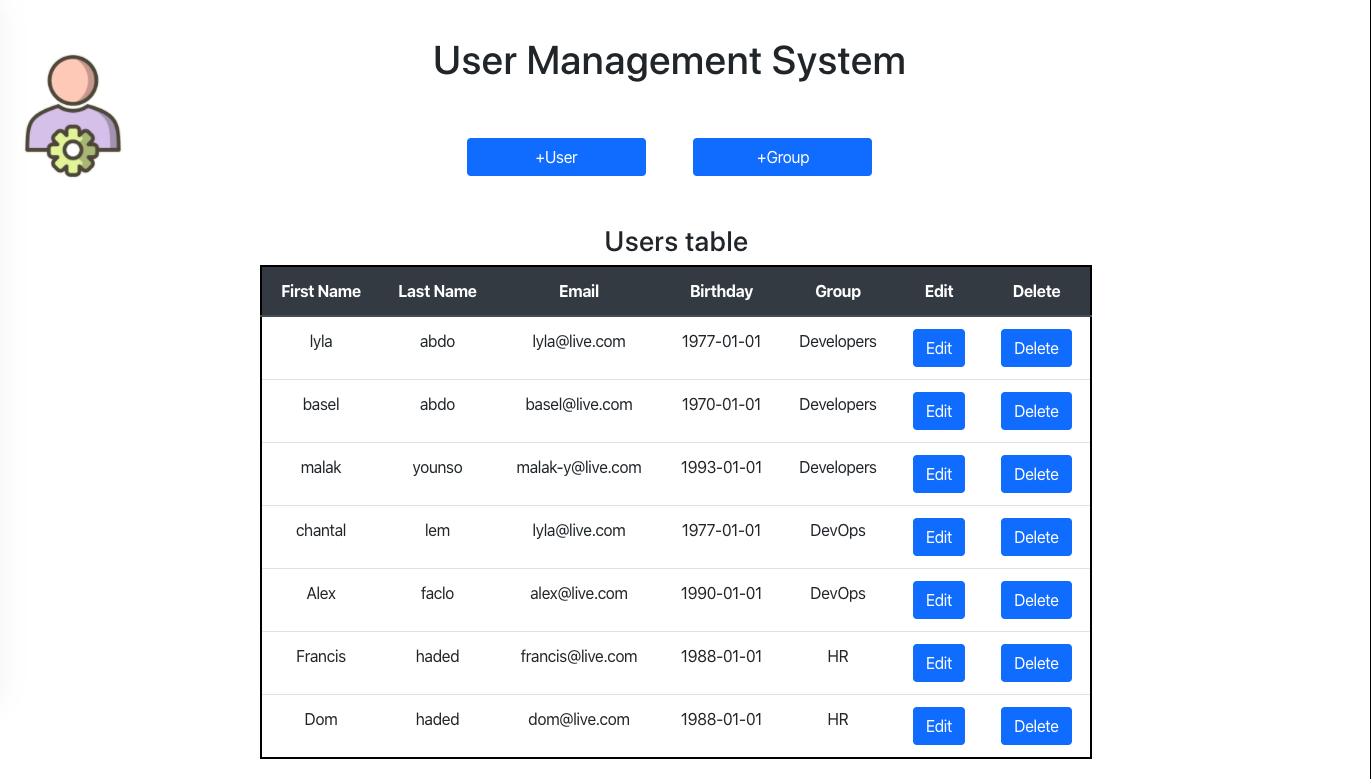 User Management System
+User +Group
Users table
First Name Last Name Email Birthday Group Edit Delete
lyla abdo lyla@live.com 1977-01-01 Developers Edit Delete
basel abdo basel@live.com 1970-01-01 Developers Edit Delete
malak younso malak-y@live.com 1993-01-01 Developers Edit Delete
chantal lem lyla@live.com 1977-01-01 DevOps Edit Delete
Alex faclo alex@live.com 1990-01-01 DevOps Edit Delete
Francis haded francis@live.com 1988-01-01 HR Edit Delete
Dom haded dom@live.com 1988-01-01 HR Edit Delete